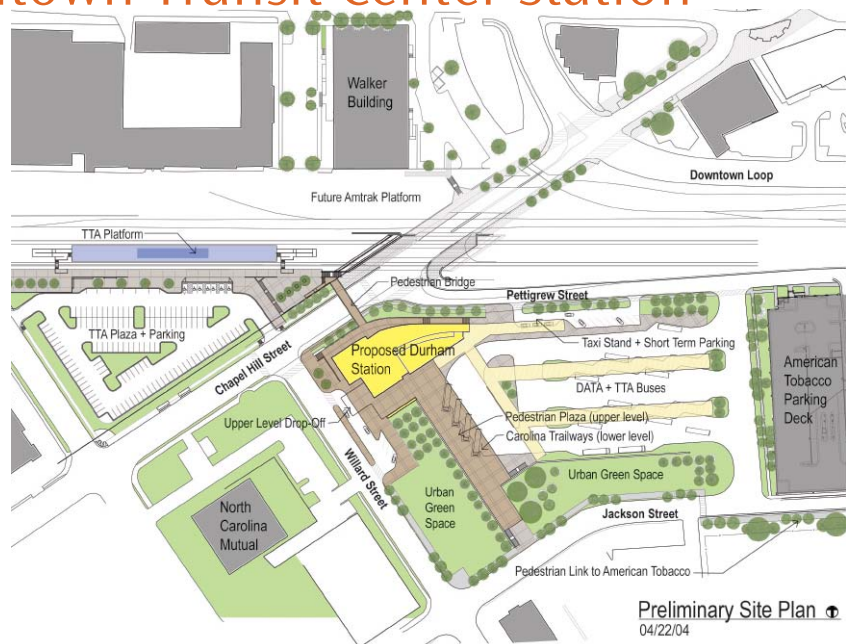 Transit Center Station
Walker
Building
Downtown Loop
Future Amtrak Platform
TTA Platform
Pedestrian Bridge
Pettigrew Street
TTA Plaza + Parking
Chapel Hill Street
Proposed Durham
Station
Taxi Stand + Short Term Parking
American
Tobacco
Parking
Deck
DATA + TTA Buses
Upper Level Drop-Off
Pedestrian Plaza (upper level)
Carolina Trailways (lower level)
Willard Street
Urban
Green
Space
Urban Green Space
North
Carolina
Mutual
Jackson Street
Pedestrian Link to American Tobacco
Preliminary Site Plan
04/22/04